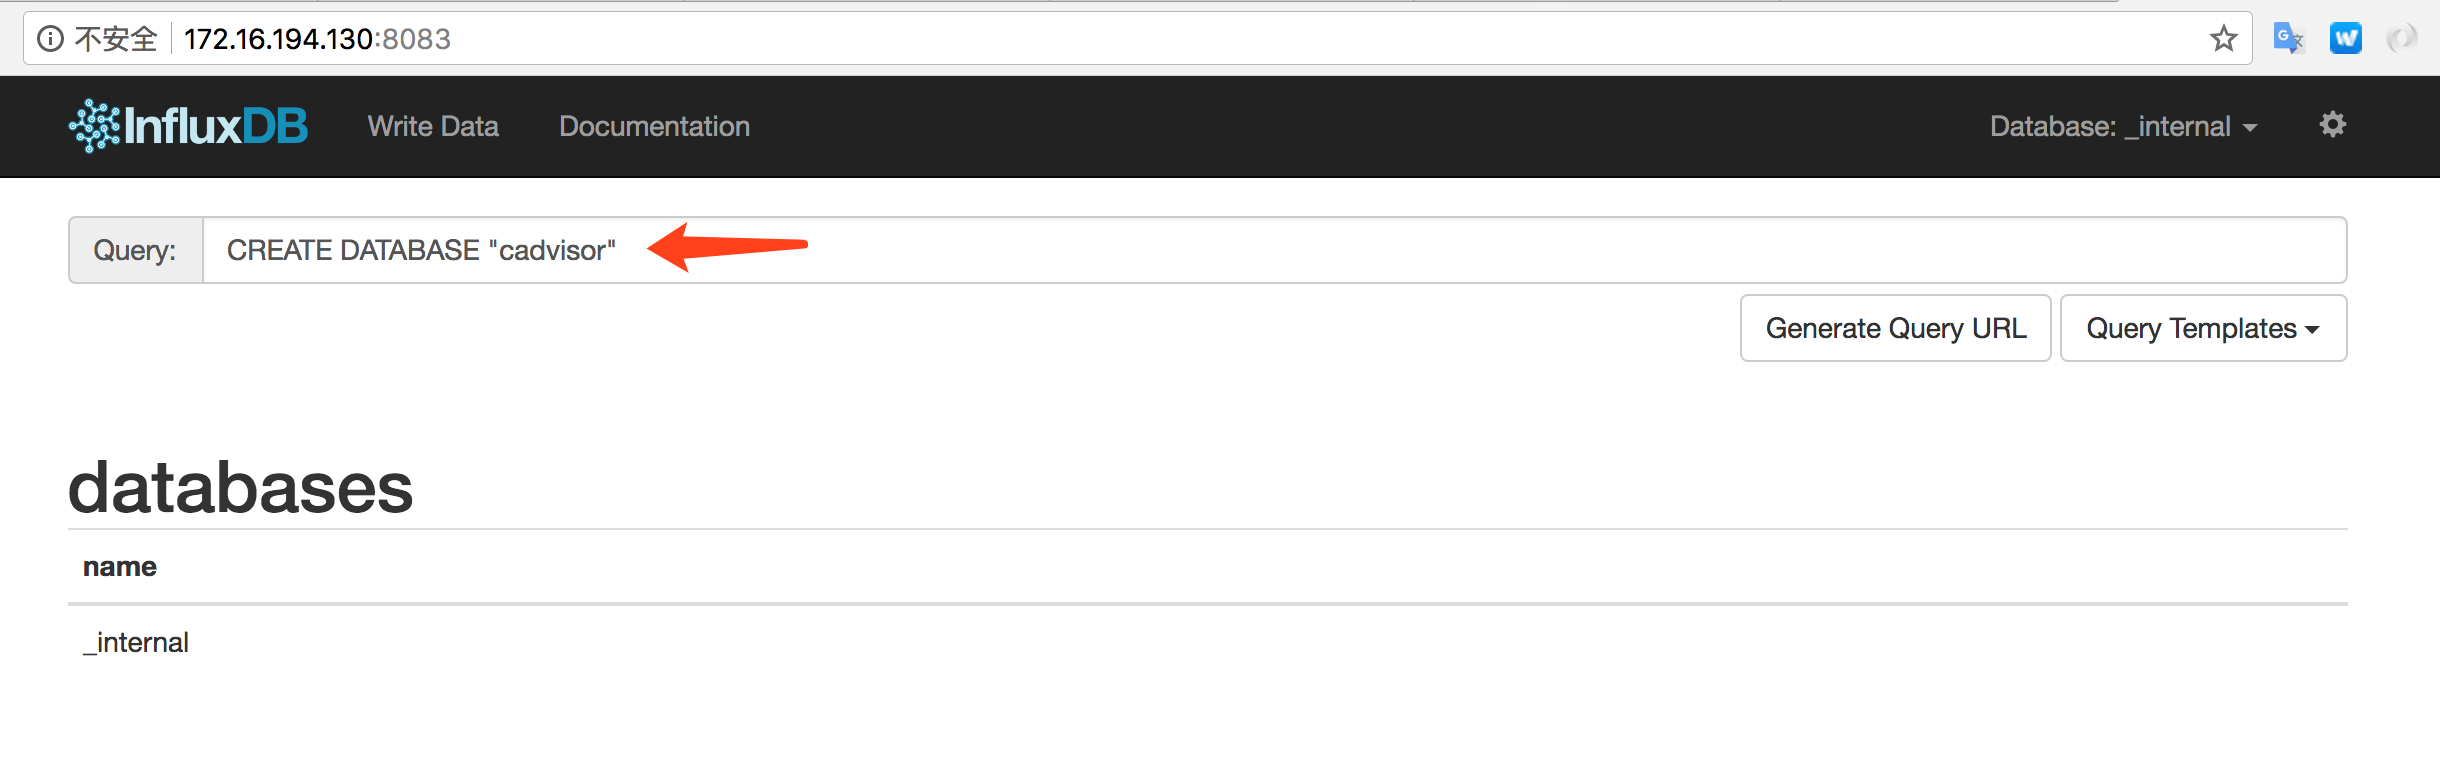 不安全 172.16.194.130:8083
InfluxDB Write Data Documentation Database: _internal
Query: CREATE DATABASE "cadvisor"
Generate Query URL Query Templates
databases
name
_internal